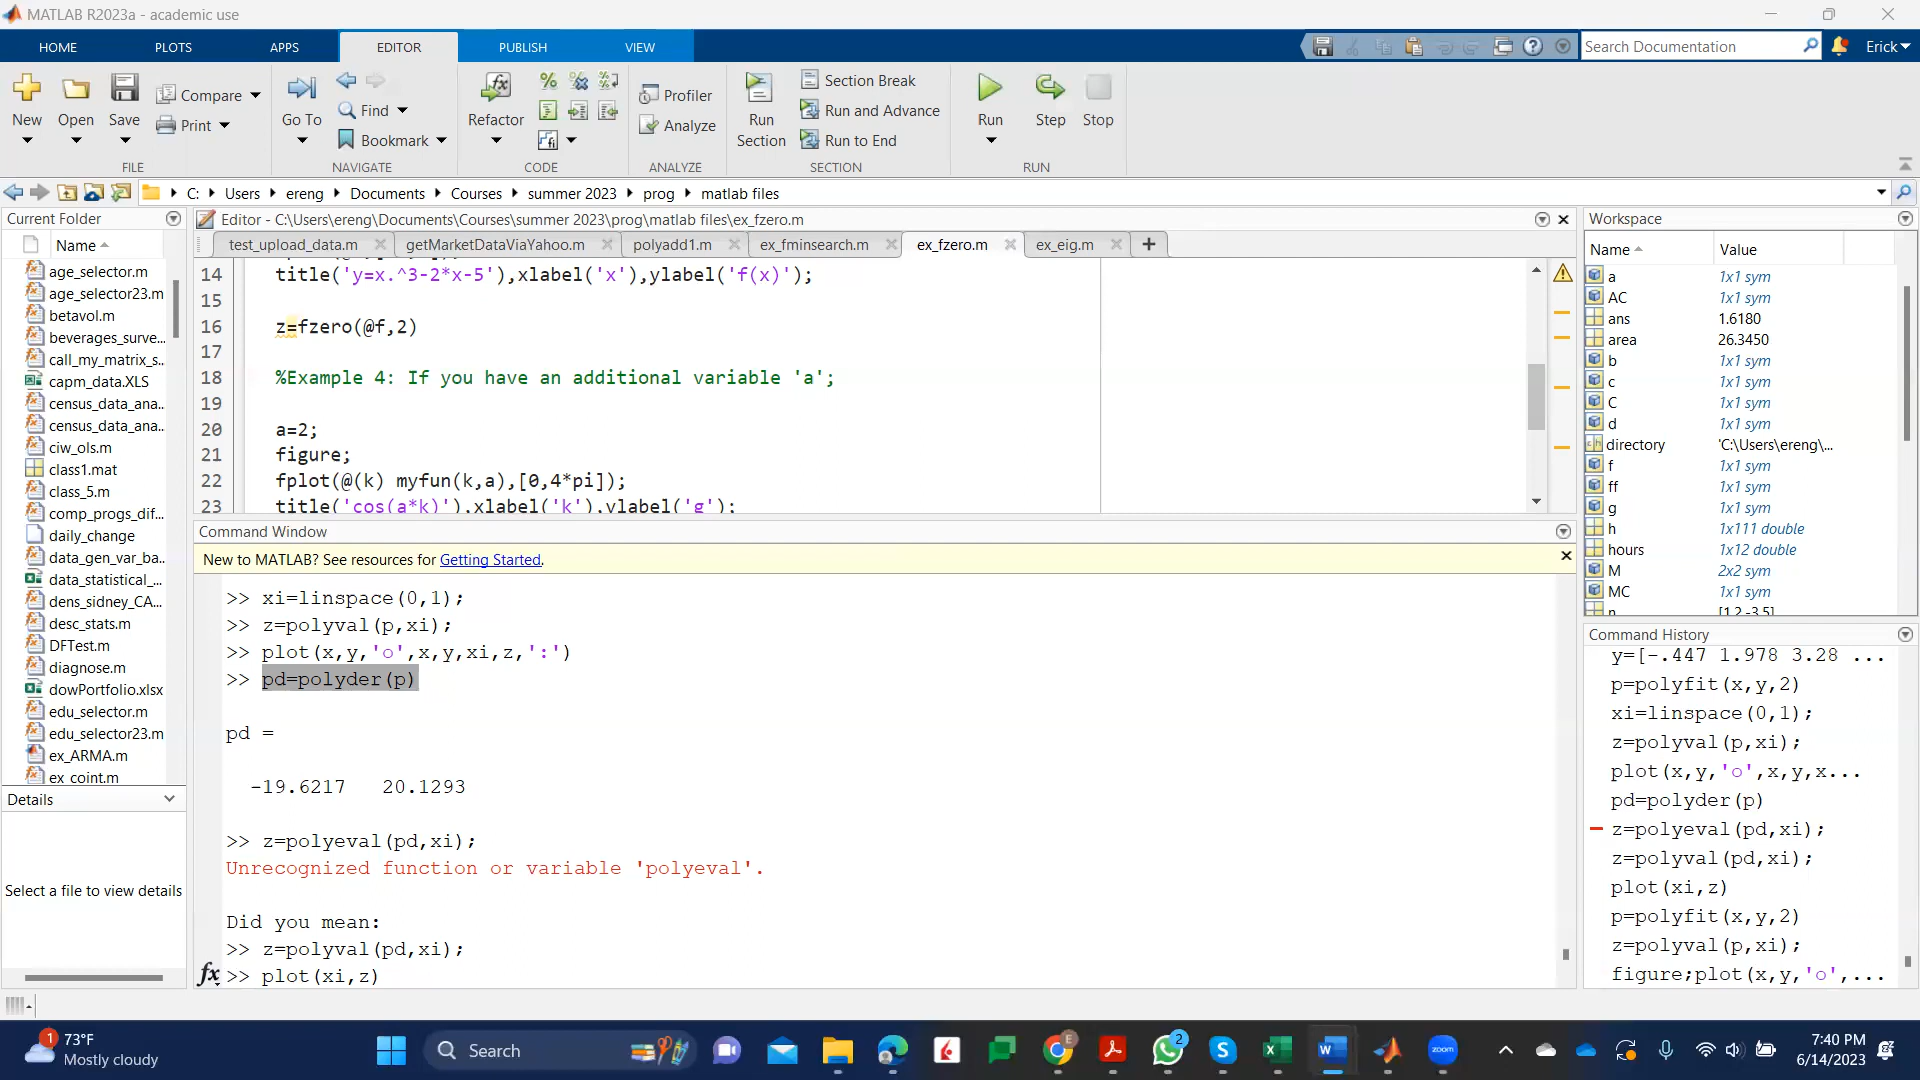 MATLAB R2023a - academic use
HOME PLOTS APPS EDITOR PUBLISH VIEW
Search Documentation
Erick
New Open Save Compare Print
FILE
Go To Find Bookmark
NAVIGATE
Refactor
CODE
Profiler
Analyze
ANALYZE
Run Section
Section Break
Run and Advance
Run to End
SECTION
Run Step Stop
RUN
C: Users ereng Documents Courses summer 2023 prog matlab files
Current Folder
Name
age_selector.m
age_selector23.m
betavol.m
beverages_surve...
call_my_matrix_s...
capm_data.XLS
census_data_ana...
census_data_ana...
ciw_ols.m
class1.mat
class_5.m
comp_progs_dif...
daily_change
data_gen_var_ba...
data_statistical_...
dens_sidney_CA...
desc_stats.m
DFTest.m
diagnose.m
dowPortfolio.xlsx
edu_selector.m
edu_selector23.m
ex_ARMA.m
ex_coint.m
Details
Select a file to view details
Editor - C:\Users\ereng\Documents\Courses\summer 2023\prog\matlab files\ex_fzero.m
test_upload_data.m getMarketDataViaYahoo.m polyadd1.m ex_fminsearch.m ex_fzero.m ex_eig.m
14 title('y=x.^3-2*x-5'),xlabel('x'),ylabel('f(x)');
15
16 z=fzero(@f,2)
17
18 %Example 4: If you have an additional variable 'a';
19
20 a=2;
21 figure;
22 fplot(@(k) myfun(k,a),[0,4*pi]);
23 title('cos(a*k)'),xlabel('k'),ylabel('g');
Command Window
New to MATLAB? See resources for Getting Started.
>> xi=linspace(0,1);
>> z=polyval(p,xi);
>> plot(x,y,'o',x,y,xi,z,':')
>> pd=polyder(p)
pd =
-19.6217 20.1293
>> z=polyeval(pd,xi);
Unrecognized function or variable 'polyeval'.
Did you mean:
>> z=polyval(pd,xi);
fx >> plot(xi,z)
Workspace
Name Value
a 1x1 sym
AC 1x1 sym
ans 1.6180
area 26.3450
b 1x1 sym
c 1x1 sym
C 1x1 sym
d 1x1 sym
directory 'C:\Users\ereng\...
f 1x1 sym
ff 1x1 sym
g 1x1 sym
h 1x111 double
hours 1x12 double
M 2x2 sym
MC 1x1 sym
n [1,2,-3.5]
Command History
y=[-.447 1.978 3.28 ...
p=polyfit(x,y,2)
xi=linspace(0,1);
z=polyval(p,xi);
plot(x,y,'o',x,y,x...
pd=polyder(p)
z=polyeval(pd,xi);
z=polyval(pd,xi);
plot(xi,z)
p=polyfit(x,y,2)
z=polyval(p,xi);
figure;plot(x,y,'o',...
1
73°F
Mostly cloudy
Search
2
zoom
7:40 PM
6/14/2023